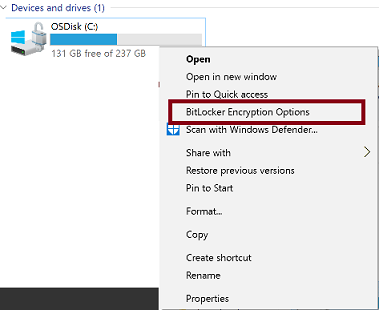 Devices and drives (1)
OSDisk (C:)
131 GB free of 237 GB
Open
Open in new window
Pin to Quick access
BitLocker Encryption Options
Scan with Windows Defender...
Share with
Restore previous versions
Pin to Start
Format...
Copy
Create shortcut
Rename
Properties